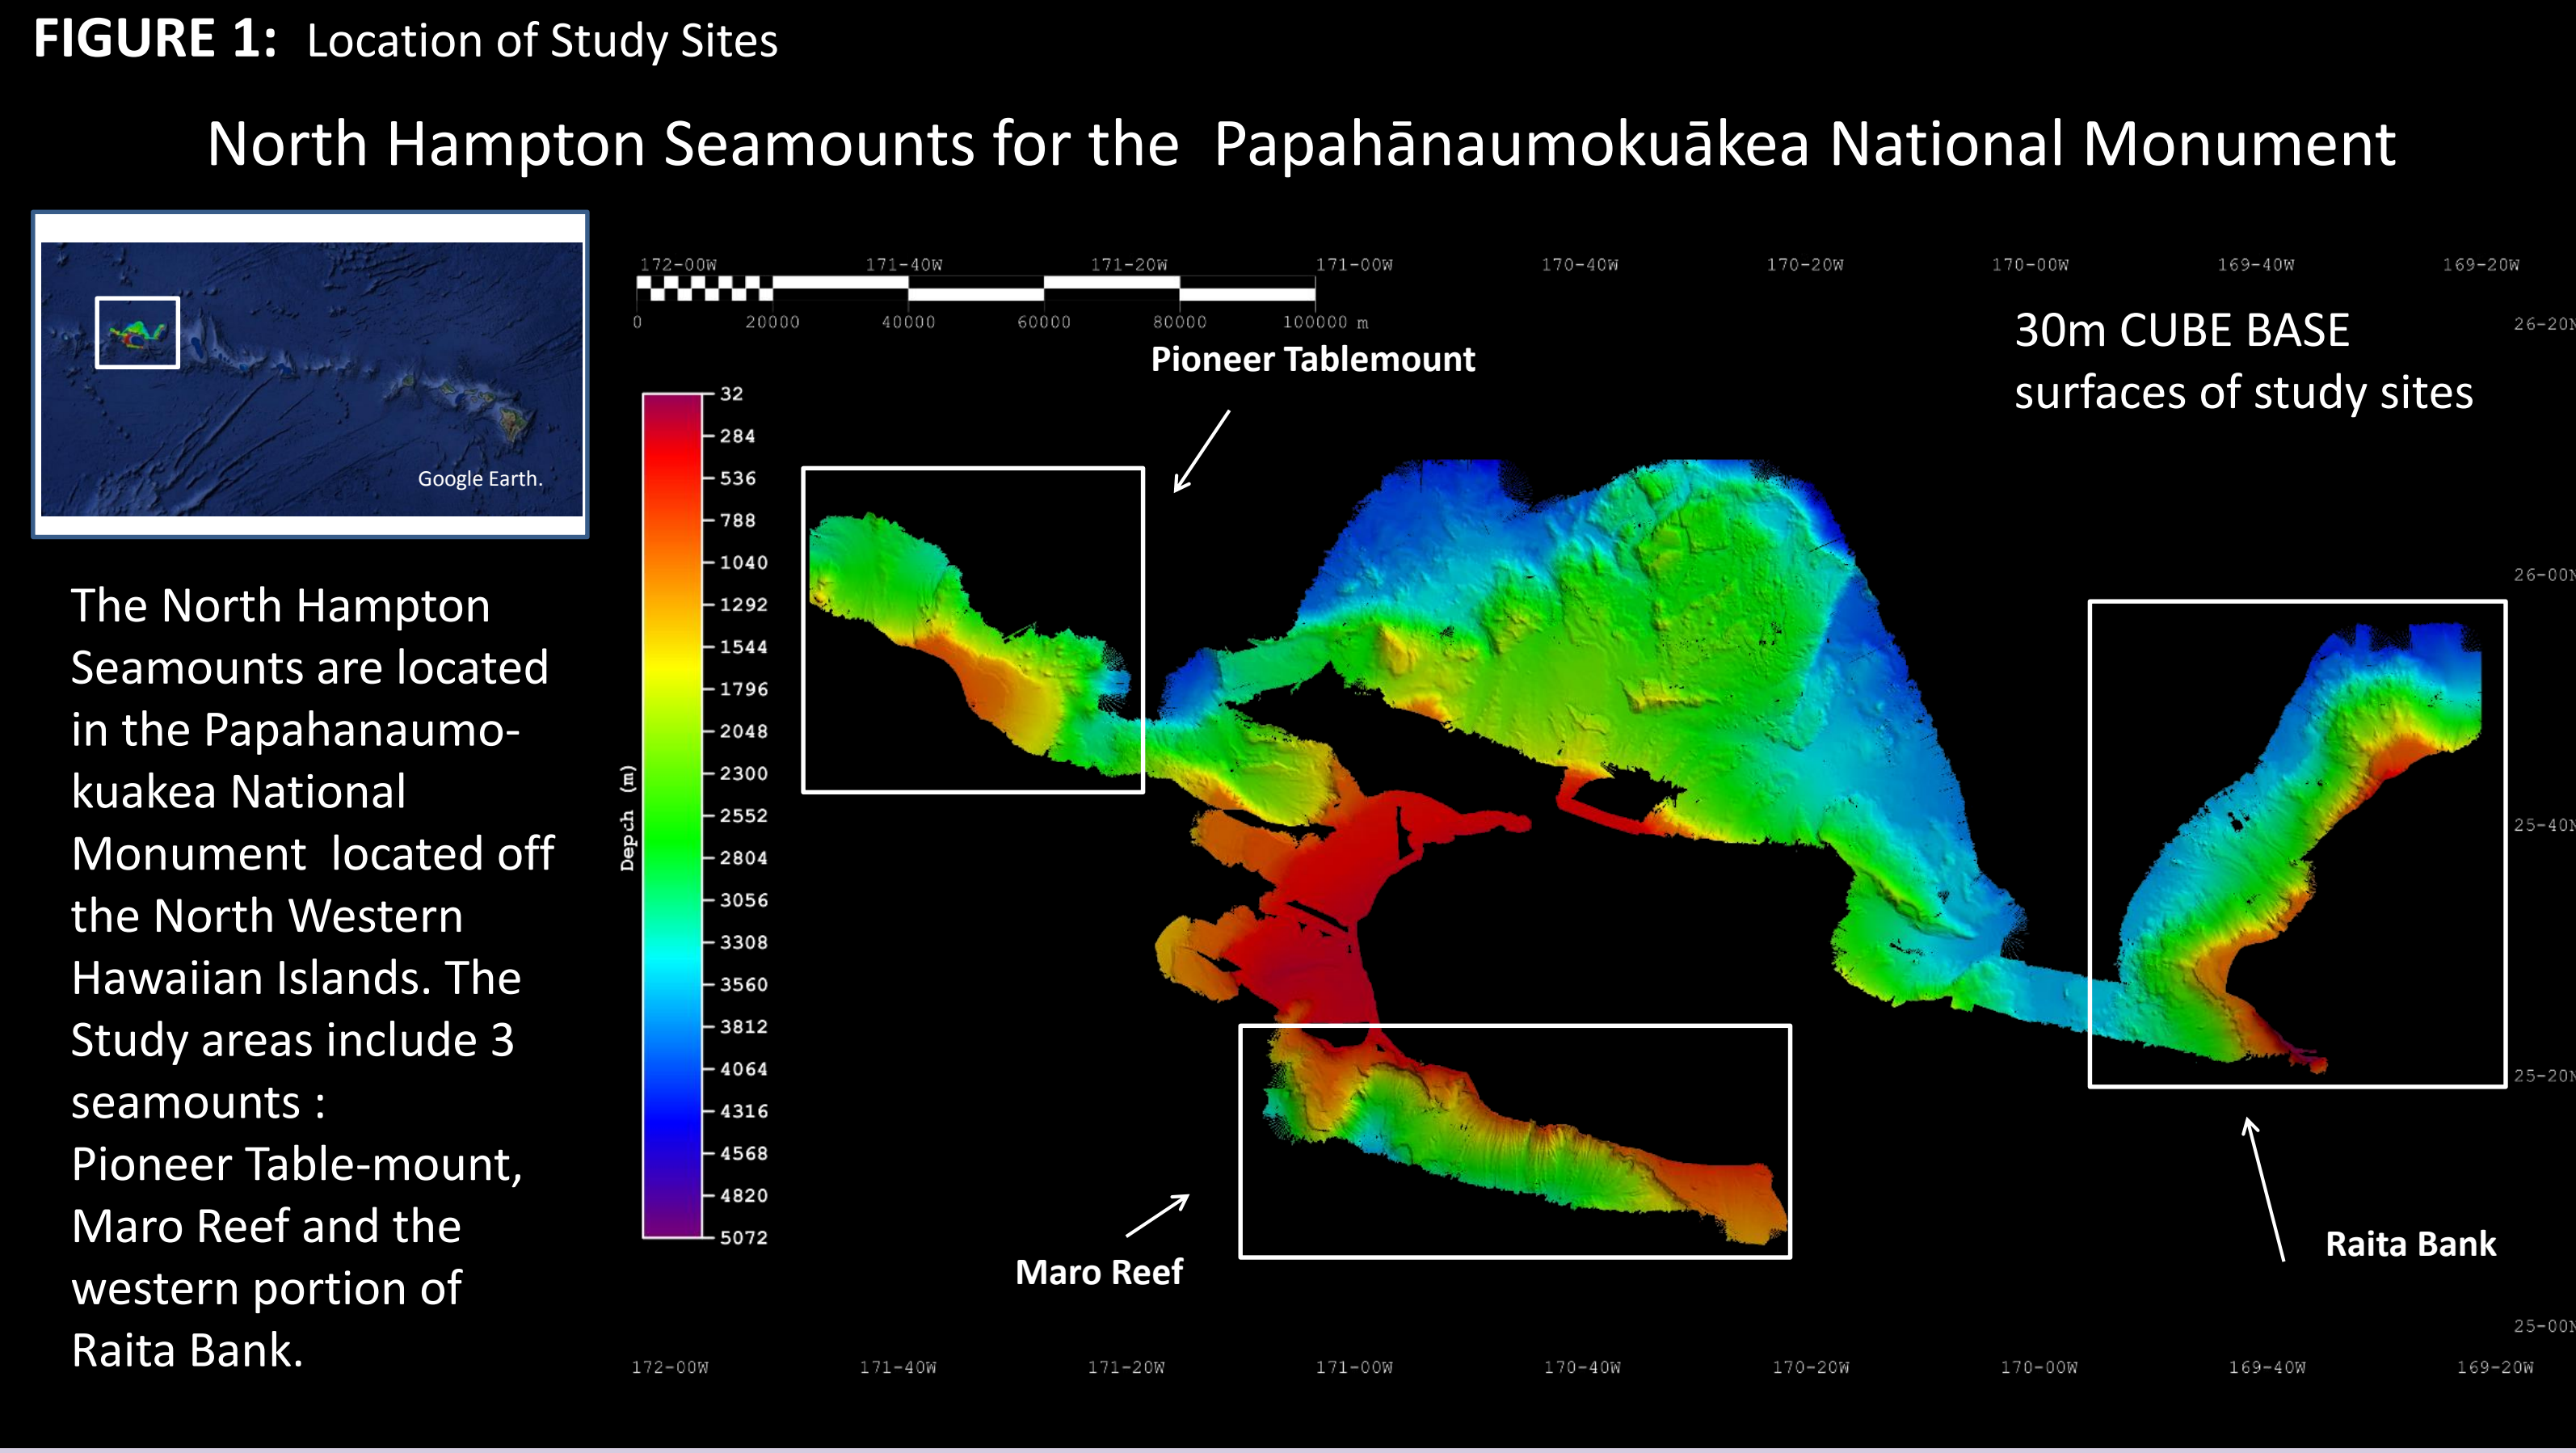 FIGURE 1: Location of Study Sites
North Hampton Seamounts for the Papahānaumokuākea National Monument
Google Earth.
The North Hampton
Seamounts are located
in the Papahanaumo-
kuakea National
Monument located off
the North Western
Hawaiian Islands. The
Study areas include 3
seamounts :
Pioneer Table-mount,
Maro Reef and the
western portion of
Raita Bank.
172-00W 171-40W 171-20W 171-00W 170-40W 170-20W 170-00W 169-40W 169-20W
0 20000 40000 60000 80000 100000 m
30m CUBE BASE
surfaces of study sites
Pioneer Tablemount
Depth (m)
32
284
536
788
1040
1292
1544
1796
2048
2300
2552
2804
3056
3308
3560
3812
4064
4316
4568
4820
5072
26-20N
26-00N
25-40N
25-20N
25-00N
Maro Reef
Raita Bank
172-00W 171-40W 171-20W 171-00W 170-40W 170-20W 170-00W 169-40W 169-20W